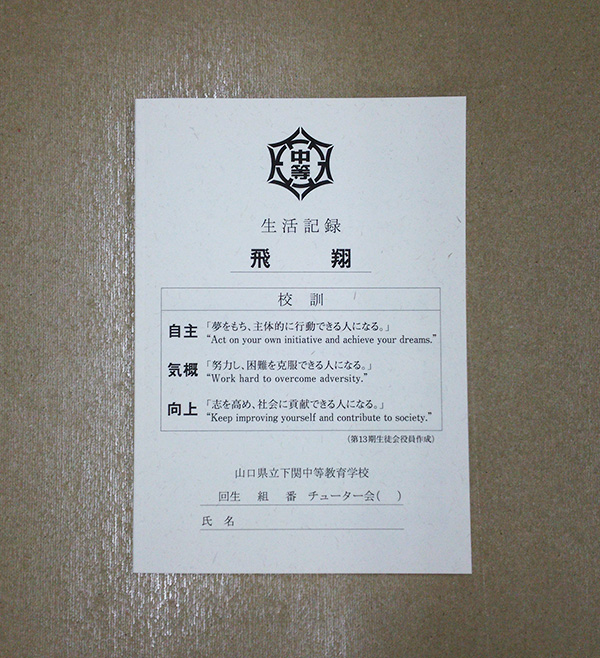 中等
生活記録
飛翔
校訓
自主 「夢をもち、主体的に行動できる人になる。」
“Act on your own initiative and achieve your dreams.”
気概 「努力し、困難を克服できる人になる。」
“Work hard to overcome adversity.”
向上 「志を高め、社会に貢献できる人になる。」
“Keep improving yourself and contribute to society.”
(第13期生徒会役員作成)
山口県立下関中等教育学校
回生 組 番 チューター会( )
氏名